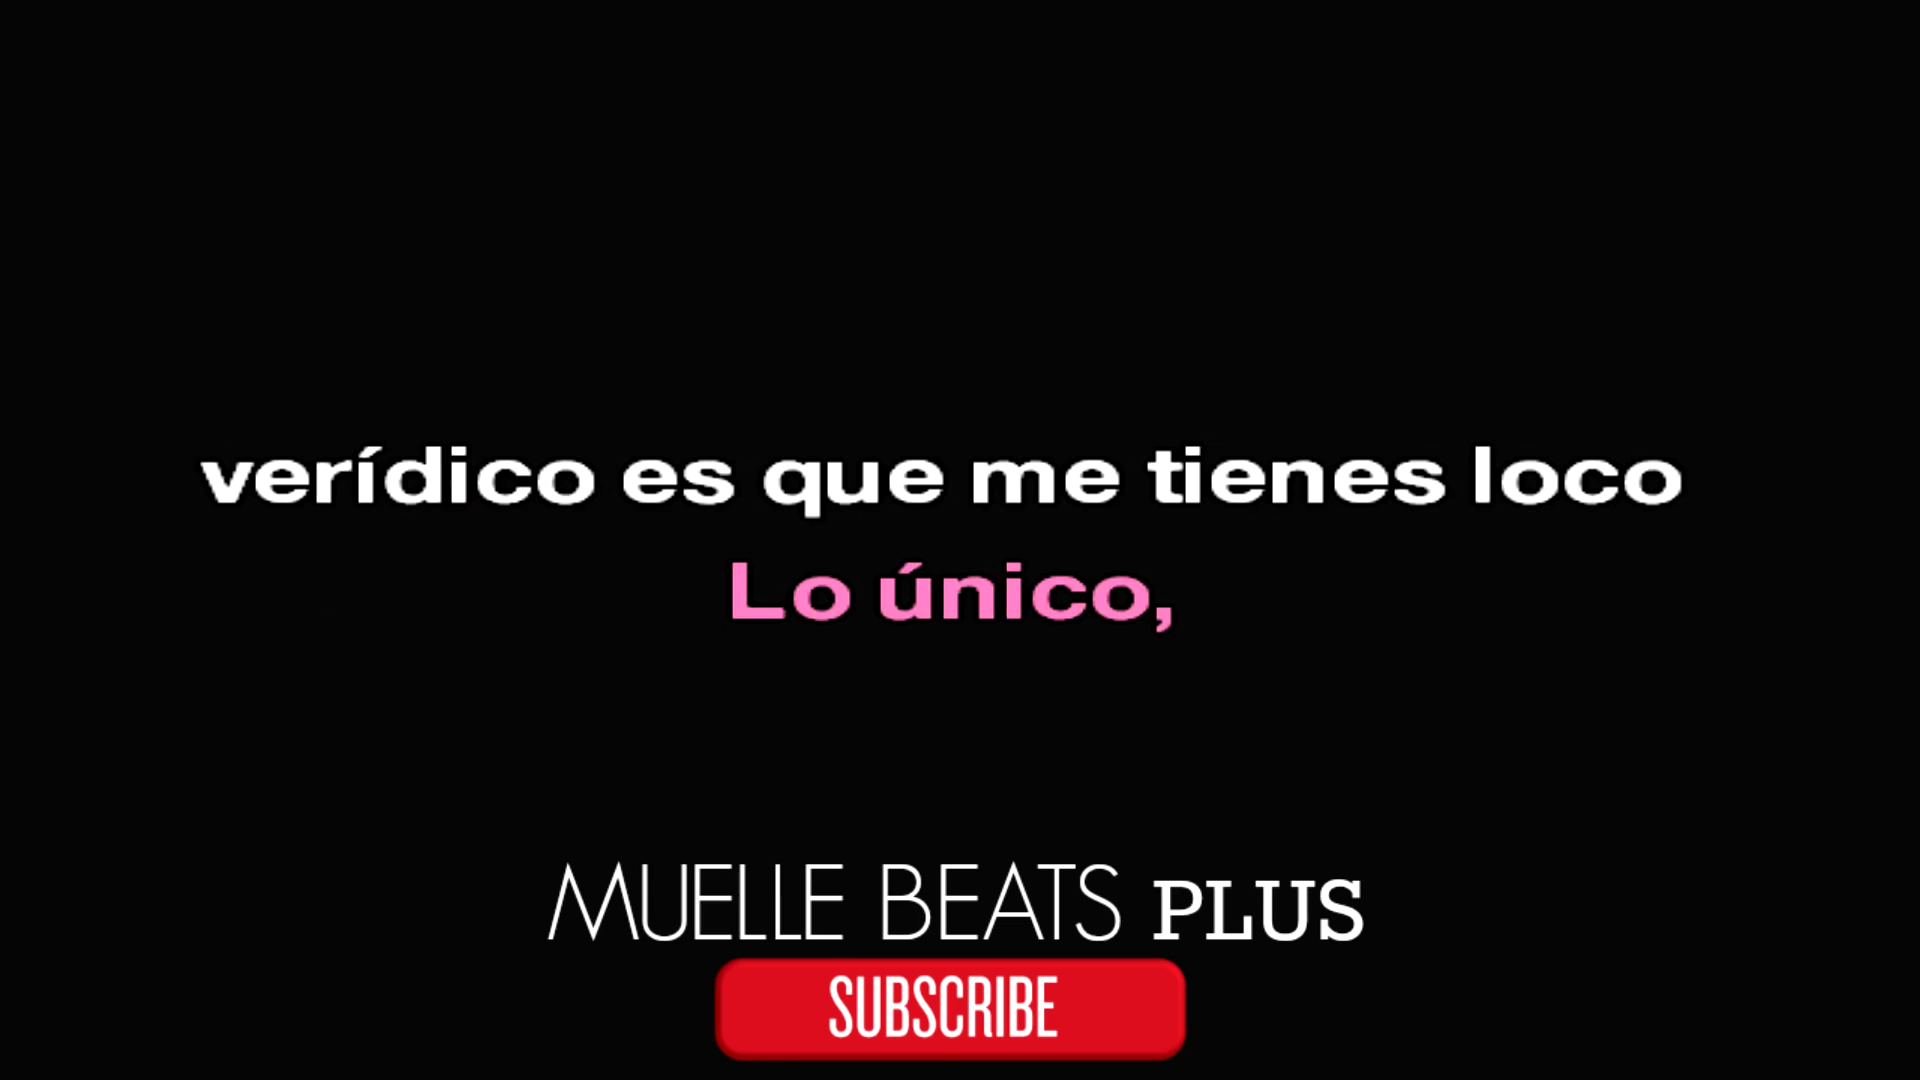 verídico es que me tienes loco
Lo único,
MUELLE BEATS PLUS
SUBSCRIBE